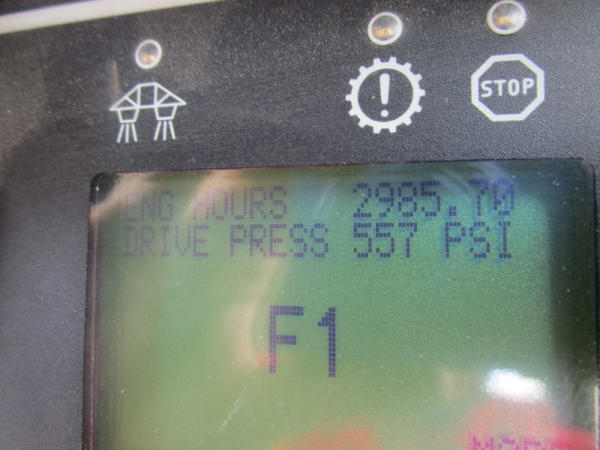 STOP
ENG HOURS 2985.70
DRIVE PRESS 557 PSI
F1